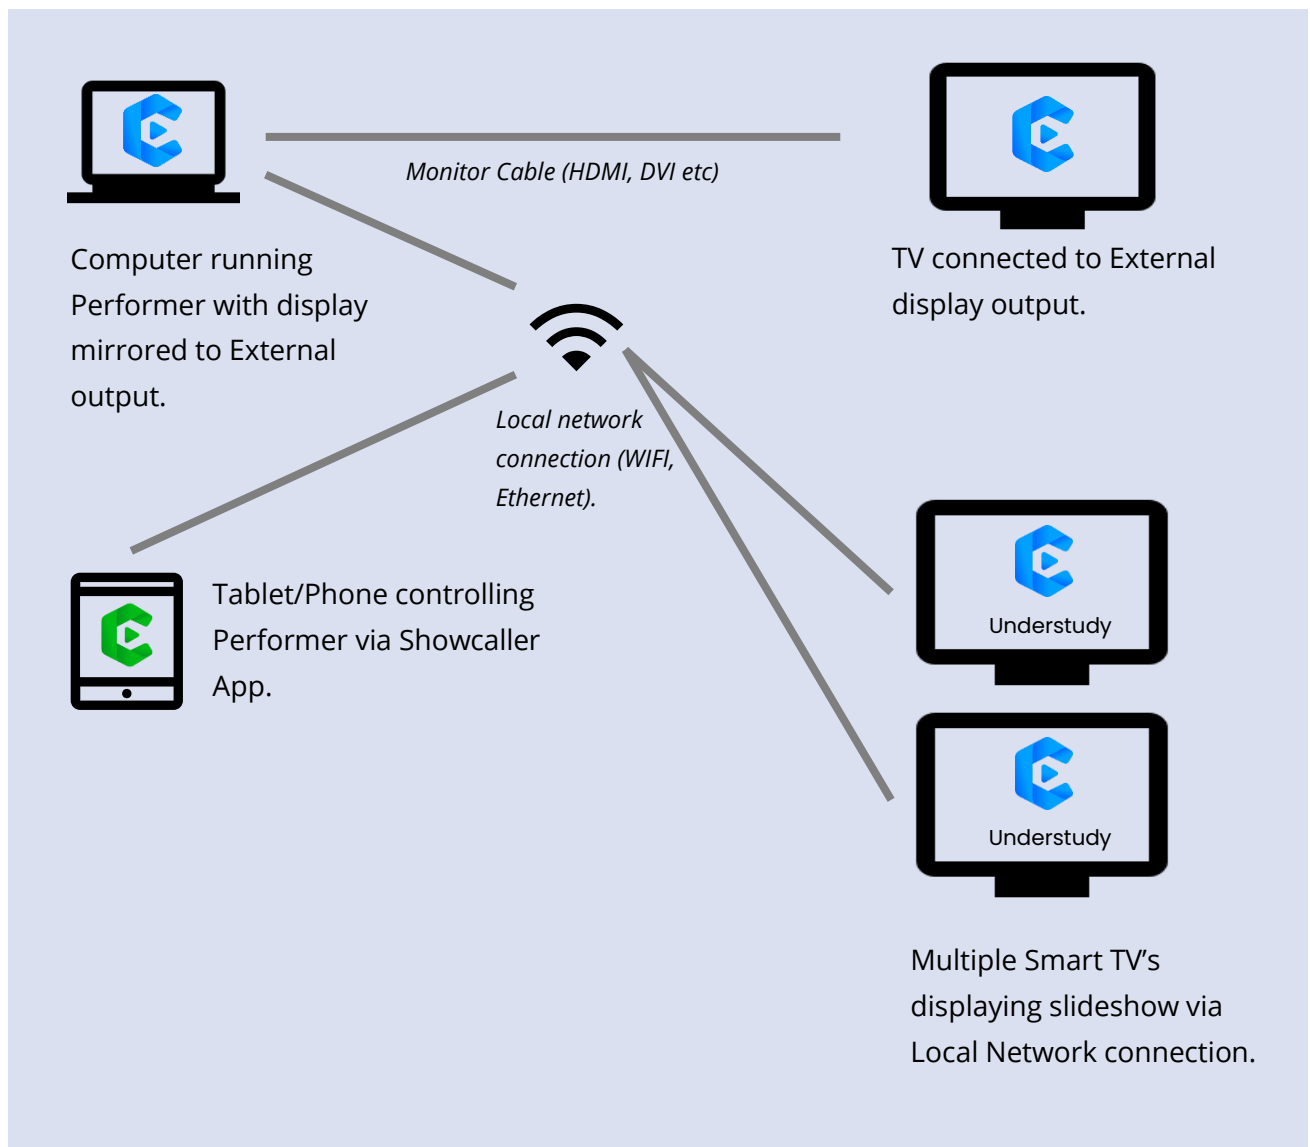 Monitor Cable (HDMI, DVI etc)
Computer running
Performer with display
mirrored to External
output.
TV connected to External
display output.
Local network
connection (WIFI,
Ethernet).
Tablet/Phone controlling
Performer via Showcaller
App.
Understudy
Understudy
Multiple Smart TV’s
displaying slideshow via
Local Network connection.